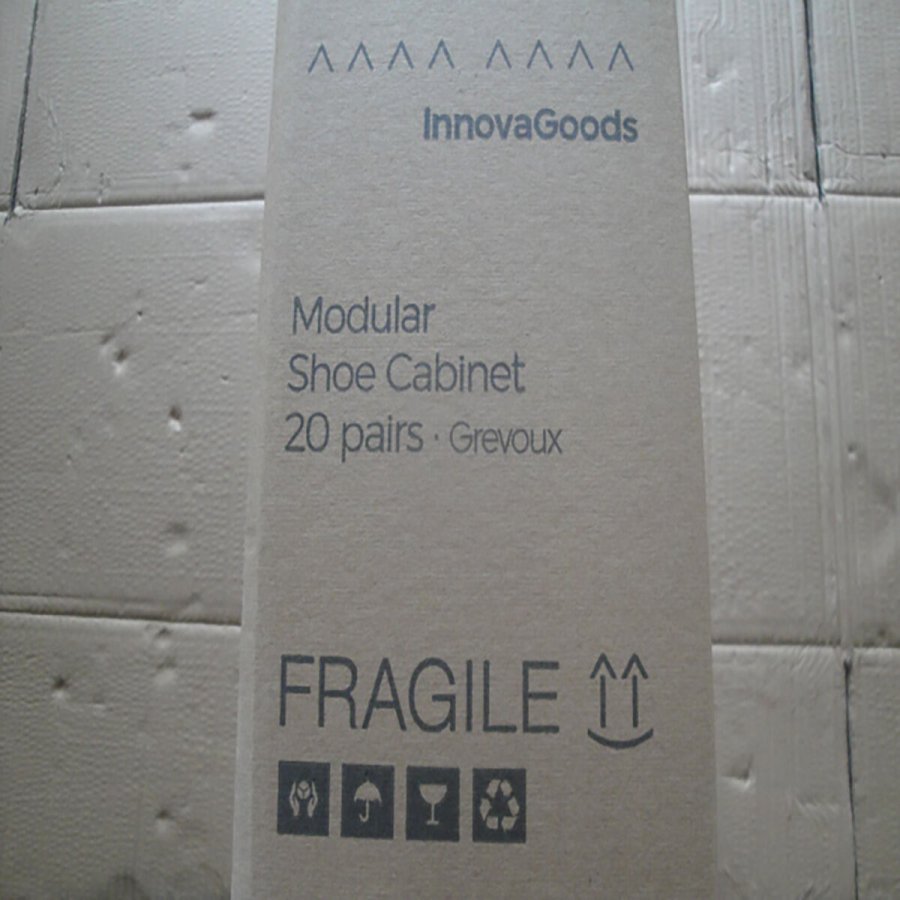 InnovaGoods
Modular
Shoe Cabinet
20 pairs · Grevoux
FRAGILE